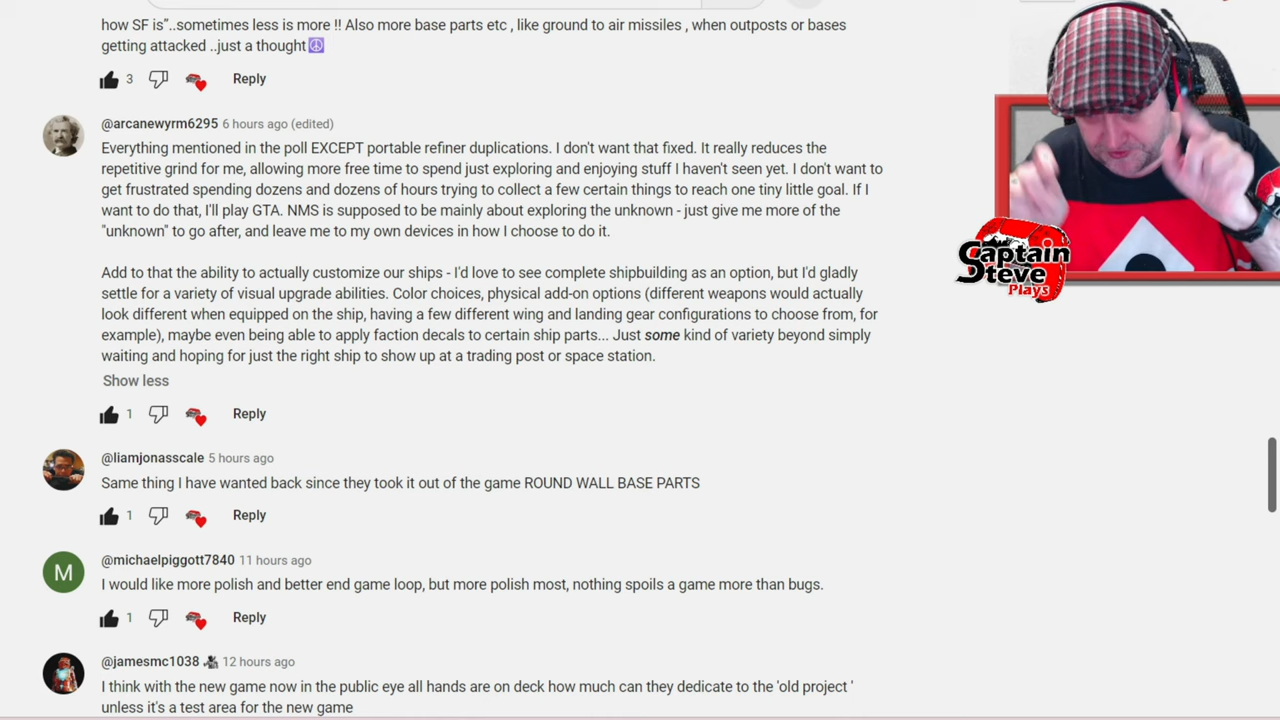 how SF is”..sometimes less is more !! Also more base parts etc , like ground to air missiles , when outposts or bases
getting attacked ..just a thought☮
3
Reply
@arcanewyrm6295 6 hours ago (edited)
Everything mentioned in the poll EXCEPT portable refiner duplications. I don't want that fixed. It really reduces the
repetitive grind for me, allowing more free time to spend just exploring and enjoying stuff I haven't seen yet. I don't want to
get frustrated spending dozens and dozens of hours trying to collect a few certain things to reach one tiny little goal. If I
want to do that, I'll play GTA. NMS is supposed to be mainly about exploring the unknown - just give me more of the
"unknown" to go after, and leave me to my own devices in how I choose to do it.
Add to that the ability to actually customize our ships - I'd love to see complete shipbuilding as an option, but I'd gladly
settle for a variety of visual upgrade abilities. Color choices, physical add-on options (different weapons would actually
look different when equipped on the ship, having a few different wing and landing gear configurations to choose from, for
example), maybe even being able to apply faction decals to certain ship parts... Just some kind of variety beyond simply
waiting and hoping for just the right ship to show up at a trading post or space station.
Show less
1
Reply
@liamjonasscale 5 hours ago
Same thing I have wanted back since they took it out of the game ROUND WALL BASE PARTS
1
Reply
M
@michaelpiggott7840 11 hours ago
I would like more polish and better end game loop, but more polish most, nothing spoils a game more than bugs.
1
Reply
@jamesmc1038 12 hours ago
I think with the new game now in the public eye all hands are on deck how much can they dedicate to the 'old project '
unless it's a test area for the new game
Captain
Steve
Plays